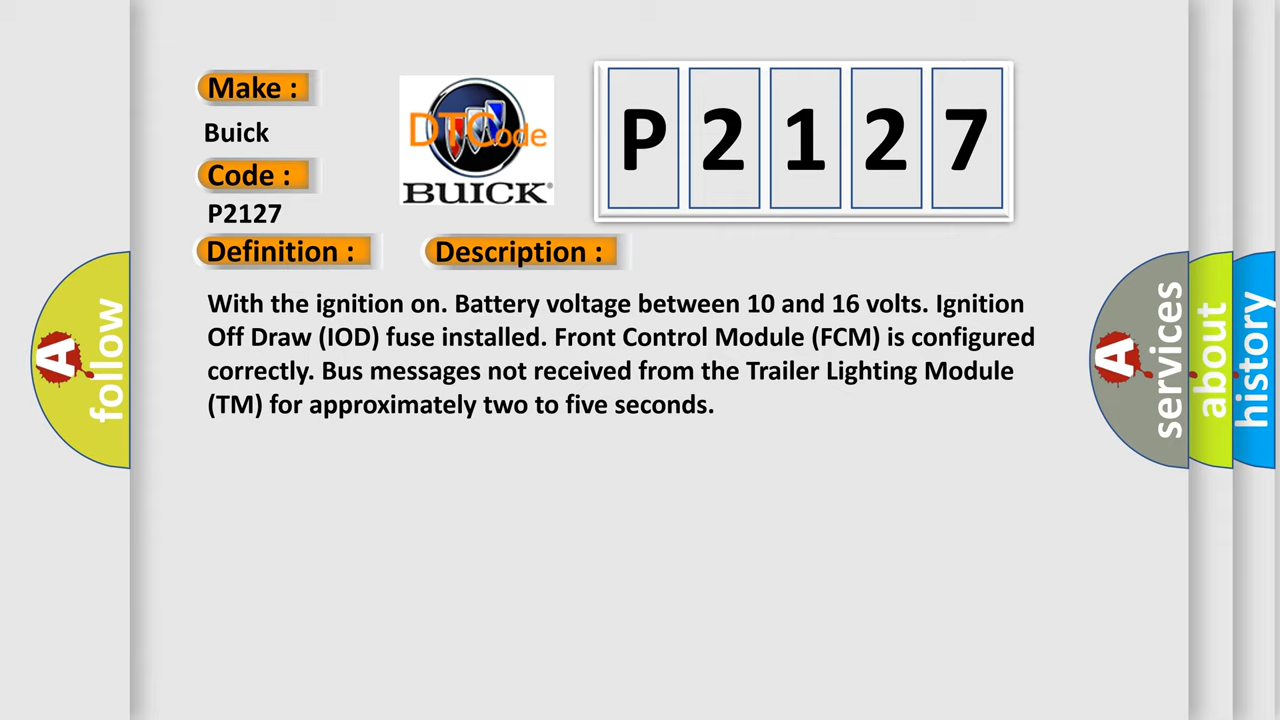 Make :
Buick
Code :
P2127
DTCode
BUICK
P 2 1 2 7
Definition :
Description :
With the ignition on. Battery voltage between 10 and 16 volts. Ignition
Off Draw (IOD) fuse installed. Front Control Module (FCM) is configured
correctly. Bus messages not received from the Trailer Lighting Module
(TM) for approximately two to five seconds.
A follow
A services
about
history